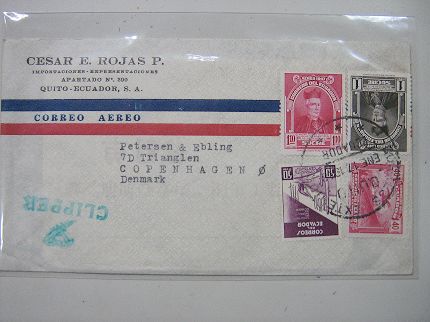 CESAR E. ROJAS P.
IMPORTACIONES-REPRESENTACIONES
APARTADO Nº. 300
QUITO-ECUADOR, S. A.
CORREO AEREO
Petersen & Ebling
7D Trianglen
COPENHAGEN Ø
Denmark
CLIPPER
SUCRE
CORREOS
ECUADOR